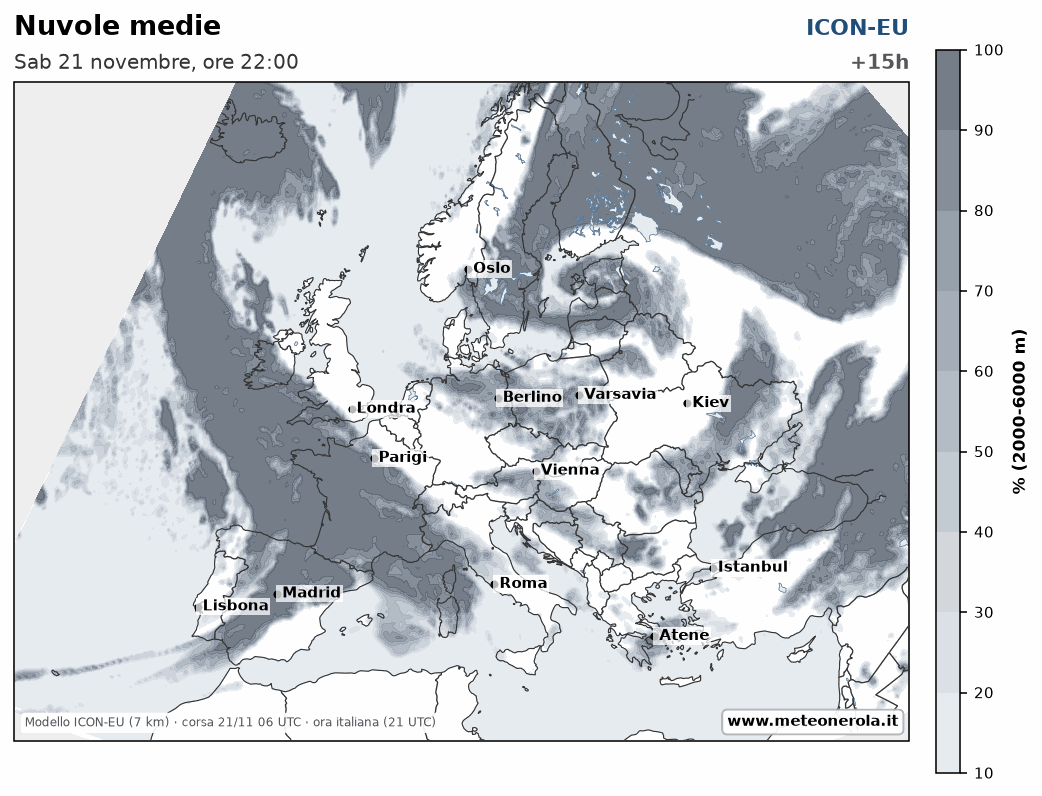 Nuvole medie
ICON-EU
Sab 21 novembre, ore 22:00
+15h
100
90
80
70
60
50
40
30
20
10
% (2000-6000 m)
Oslo
Berlino
Varsavia
Kiev
Londra
Parigi
Vienna
Istanbul
Roma
Madrid
Lisbona
Atene
Modello ICON-EU (7 km) · corsa 21/11 06 UTC · ora italiana (21 UTC)
www.meteonerola.it